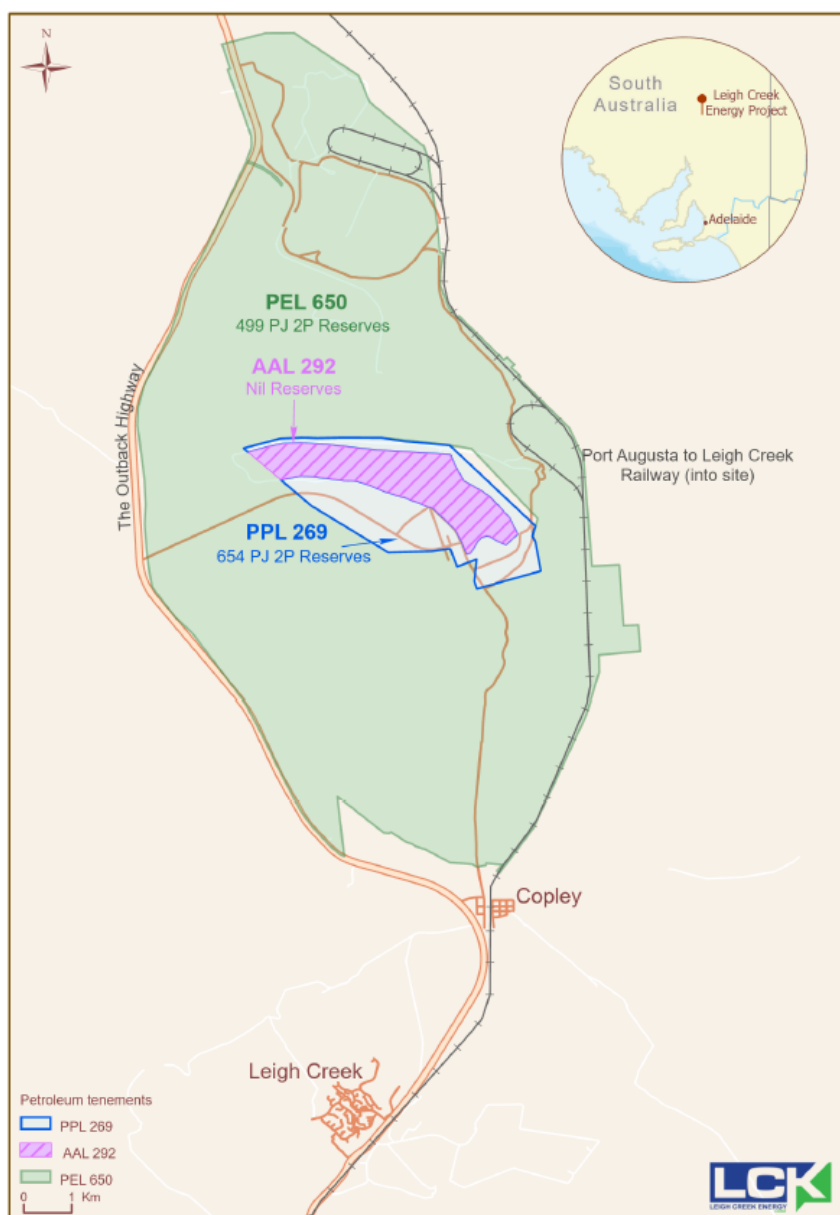 N
South
Australia
Leigh Creek
Energy Project
Adelaide
PEL 650
499 PJ 2P Reserves
AAL 292
Nil Reserves
The Outback Highway
Port Augusta to Leigh Creek
Railway (into site)
PPL 269
654 PJ 2P Reserves
Copley
Leigh Creek
Petroleum tenements
PPL 269
AAL 292
PEL 650
0 1 Km
LCK
LEIGH CREEK ENERGY